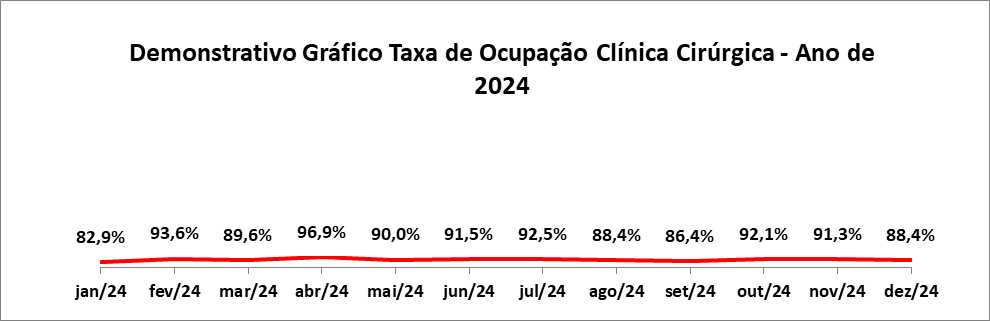 Demonstrativo Gráfico Taxa de Ocupação Clínica Cirúrgica - Ano de
2024
82,9% 93,6% 89,6% 96,9% 90,0% 91,5% 92,5% 88,4% 86,4% 92,1% 91,3% 88,4%
jan/24 fev/24 mar/24 abr/24 mai/24 jun/24 jul/24 ago/24 set/24 out/24 nov/24 dez/24